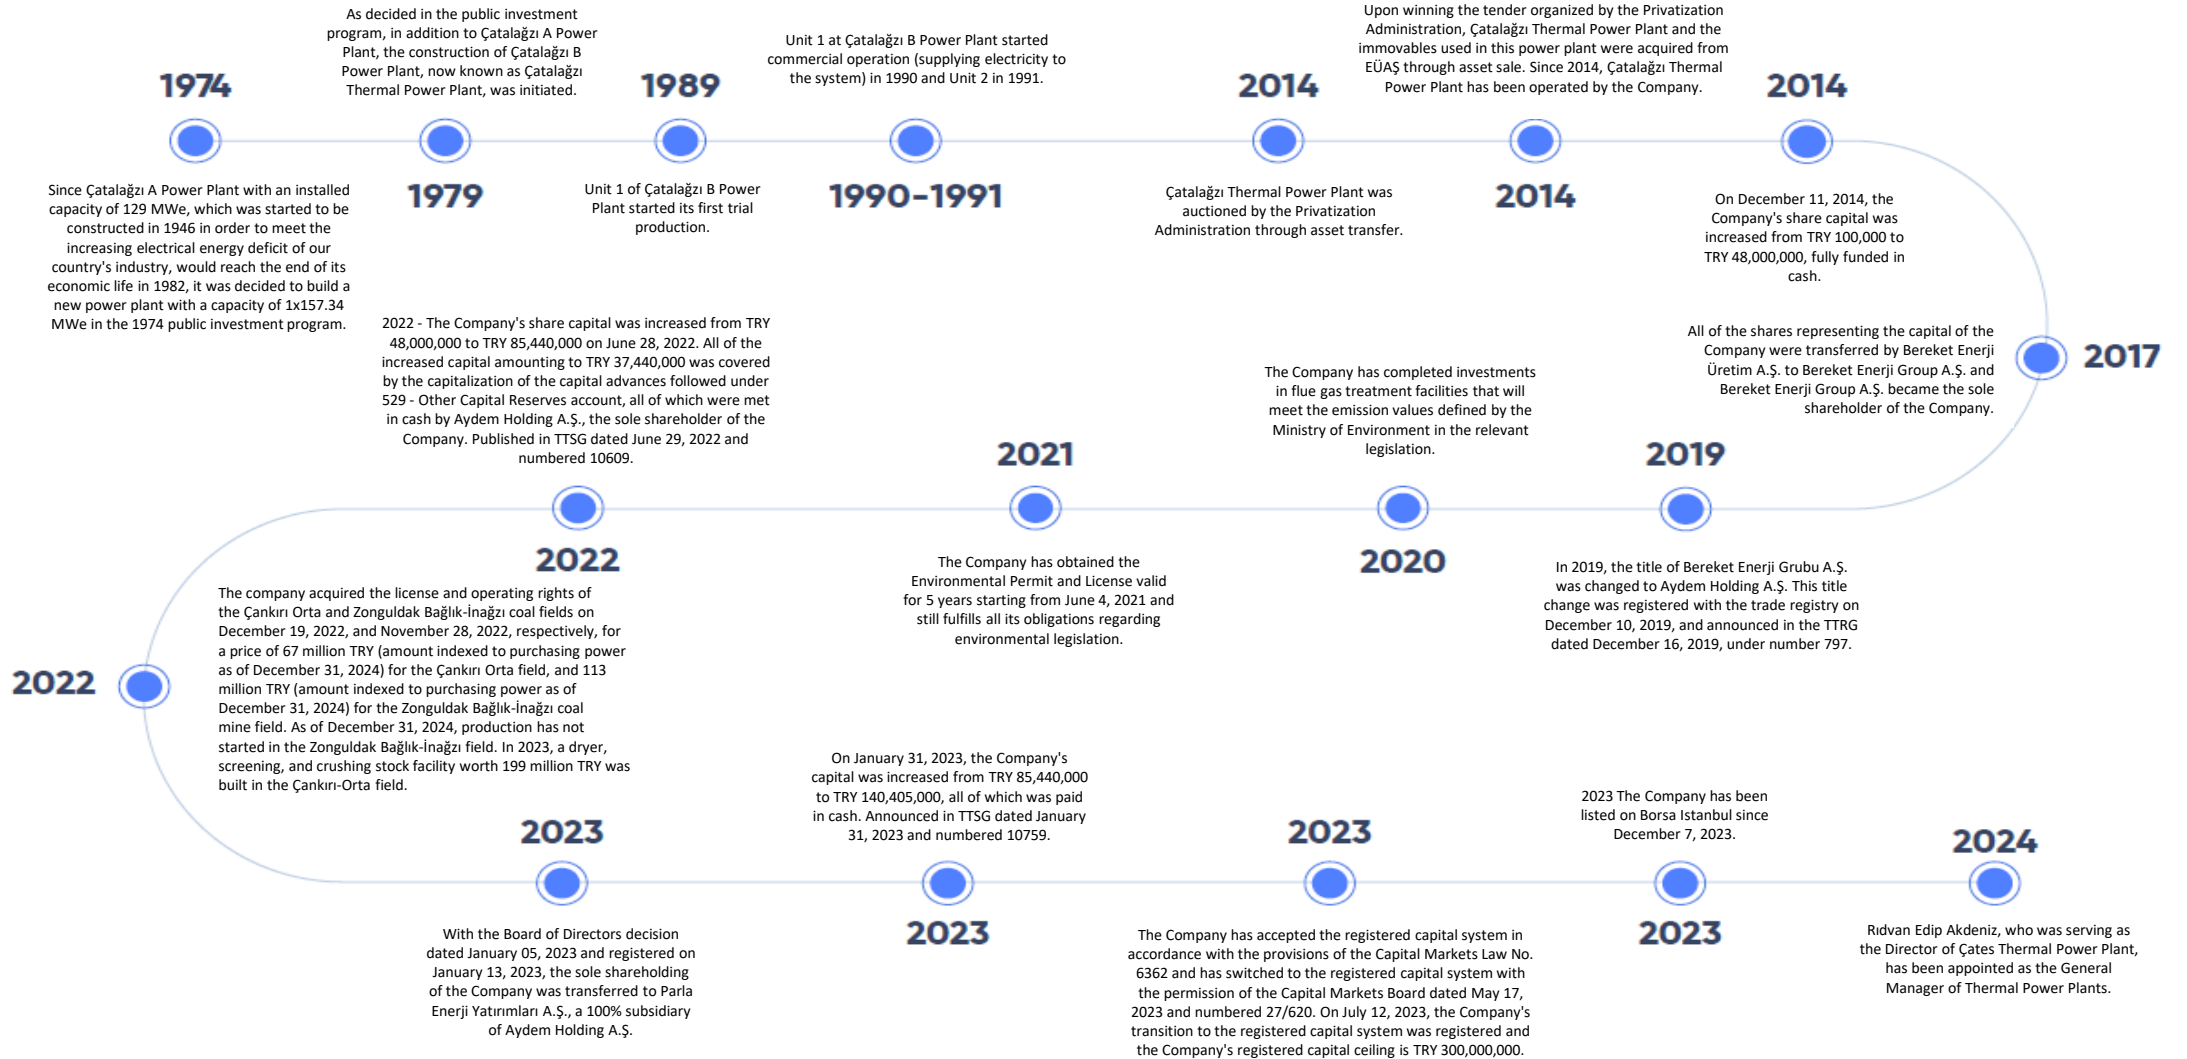 1974
Since Çatalağzı A Power Plant with an installed
capacity of 129 MWe, which was started to be
constructed in 1946 in order to meet the
increasing electrical energy deficit of our
country's industry, would reach the end of its
economic life in 1982, it was decided to build a
new power plant with a capacity of 1x157.34
MWe in the 1974 public investment program.
As decided in the public investment
program, in addition to Çatalağzı A Power
Plant, the construction of Çatalağzı B
Power Plant, now known as Çatalağzı
Thermal Power Plant, was initiated.
1979
1989
Unit 1 of Çatalağzı B Power
Plant started its first trial
production.
Unit 1 at Çatalağzı B Power Plant started
commercial operation (supplying electricity to
the system) in 1990 and Unit 2 in 1991.
1990-1991
2014
Çatalağzı Thermal Power Plant was
auctioned by the Privatization
Administration through asset transfer.
Upon winning the tender organized by the Privatization
Administration, Çatalağzı Thermal Power Plant and the
immovables used in this power plant were acquired from
EÜAŞ through asset sale. Since 2014, Çatalağzı Thermal
Power Plant has been operated by the Company.
2014
2014
On December 11, 2014, the
Company's share capital was
increased from TRY 100,000 to
TRY 48,000,000, fully funded in
cash.
2017
All of the shares representing the capital of the
Company were transferred by Bereket Enerji
Üretim A.Ş. to Bereket Enerji Group A.Ş. and
Bereket Enerji Group A.Ş. became the sole
shareholder of the Company.
2019
In 2019, the title of Bereket Enerji Grubu A.Ş.
was changed to Aydem Holding A.Ş. This title
change was registered with the trade registry on
December 10, 2019, and announced in the TTRG
dated December 16, 2019, under number 797.
The Company has completed investments
in flue gas treatment facilities that will
meet the emission values defined by the
Ministry of Environment in the relevant
legislation.
2020
2021
The Company has obtained the
Environmental Permit and License valid
for 5 years starting from June 4, 2021 and
still fulfills all its obligations regarding
environmental legislation.
2022 - The Company's share capital was increased from TRY
48,000,000 to TRY 85,440,000 on June 28, 2022. All of the
increased capital amounting to TRY 37,440,000 was covered
by the capitalization of the capital advances followed under
529 - Other Capital Reserves account, all of which were met
in cash by Aydem Holding A.Ş., the sole shareholder of the
Company. Published in TTSG dated June 29, 2022 and
numbered 10609.
2022
2022
The company acquired the license and operating rights of
the Çankırı Orta and Zonguldak Bağlık-İnağzı coal fields on
December 19, 2022, and November 28, 2022, respectively, for
a price of 67 million TRY (amount indexed to purchasing power
as of December 31, 2024) for the Çankırı Orta field, and 113
million TRY (amount indexed to purchasing power as of
December 31, 2024) for the Zonguldak Bağlık-İnağzı coal
mine field. As of December 31, 2024, production has not
started in the Zonguldak Bağlık-İnağzı field. In 2023, a dryer,
screening, and crushing stock facility worth 199 million TRY was
built in the Çankırı-Orta field.
2023
With the Board of Directors decision
dated January 05, 2023 and registered on
January 13, 2023, the sole shareholding
of the Company was transferred to Parla
Enerji Yatırımları A.Ş., a 100% subsidiary
of Aydem Holding A.Ş.
On January 31, 2023, the Company's
capital was increased from TRY 85,440,000
to TRY 140,405,000, all of which was paid
in cash. Announced in TTSG dated January
31, 2023 and numbered 10759.
2023
2023
The Company has accepted the registered capital system in
accordance with the provisions of the Capital Markets Law No.
6362 and has switched to the registered capital system with
the permission of the Capital Markets Board dated May 17,
2023 and numbered 27/620. On July 12, 2023, the Company's
transition to the registered capital system was registered and
the Company's registered capital ceiling is TRY 300,000,000.
2023 The Company has been
listed on Borsa Istanbul since
December 7, 2023.
2023
2024
Rıdvan Edip Akdeniz, who was serving as
the Director of Çates Thermal Power Plant,
has been appointed as the General
Manager of Thermal Power Plants.